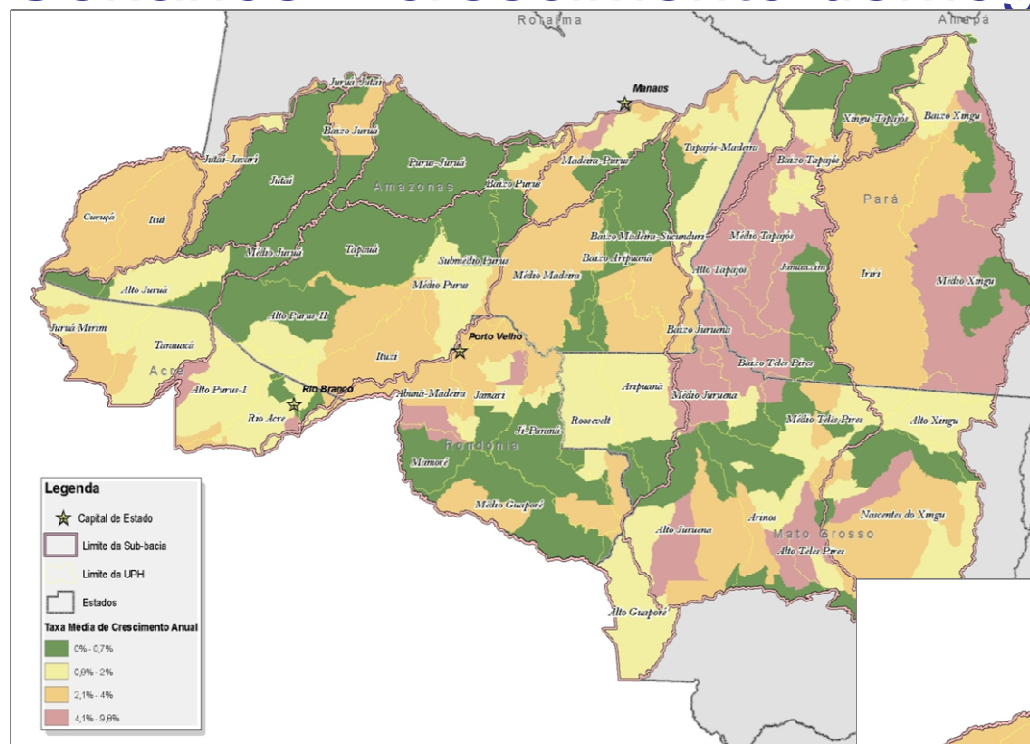 Roraima
Amapá
Manaus
Juruá-Jutaí
Baixo Juruá
Jutaí-Javari
Purus-Juruá
Jutaí
Amazonas
Baixo Purus
Madeira-Purus
Tapajós-Madeira
Xingu-Tapajós
Baixo Xingu
Baixo Tapajós
Pará
Curuçá
Ituí
Médio Juruá
Tapauá
Submédio Purus
Baixo Madeira-Sucunduri
Médio Tapajós
Baixo Aripuanã
Médio Madeira
Alto Tapajós
Jamanxim
Iriri
Médio Xingu
Alto Juruá
Médio Purus
Alto Purus-II
Juruá Mirim
Tarauacá
Acre
Ituxi
Porto Velho
Baixo Juruena
Baixo Teles Pires
Alto Purus-I
Rio Branco
Rio Acre
Abunã-Madeira
Jamari
Aripuanã
Roosevelt
Médio Juruena
Médio Teles Pires
Alto Xingu
Ji-Paraná
Rondônia
Mamoré
Médio Guaporé
Alto Juruena
Arinos
Nascentes do Xingu
Mato Grosso
Alto Teles Pires
Alto Guaporé
Legenda
Capital de Estado
Limite da Sub-bacia
Limite da UPH
Estados
Taxa Média de Crescimento Anual
0% - 0,7%
0,8% - 2%
2,1% - 4%
4,1% - 9,8%